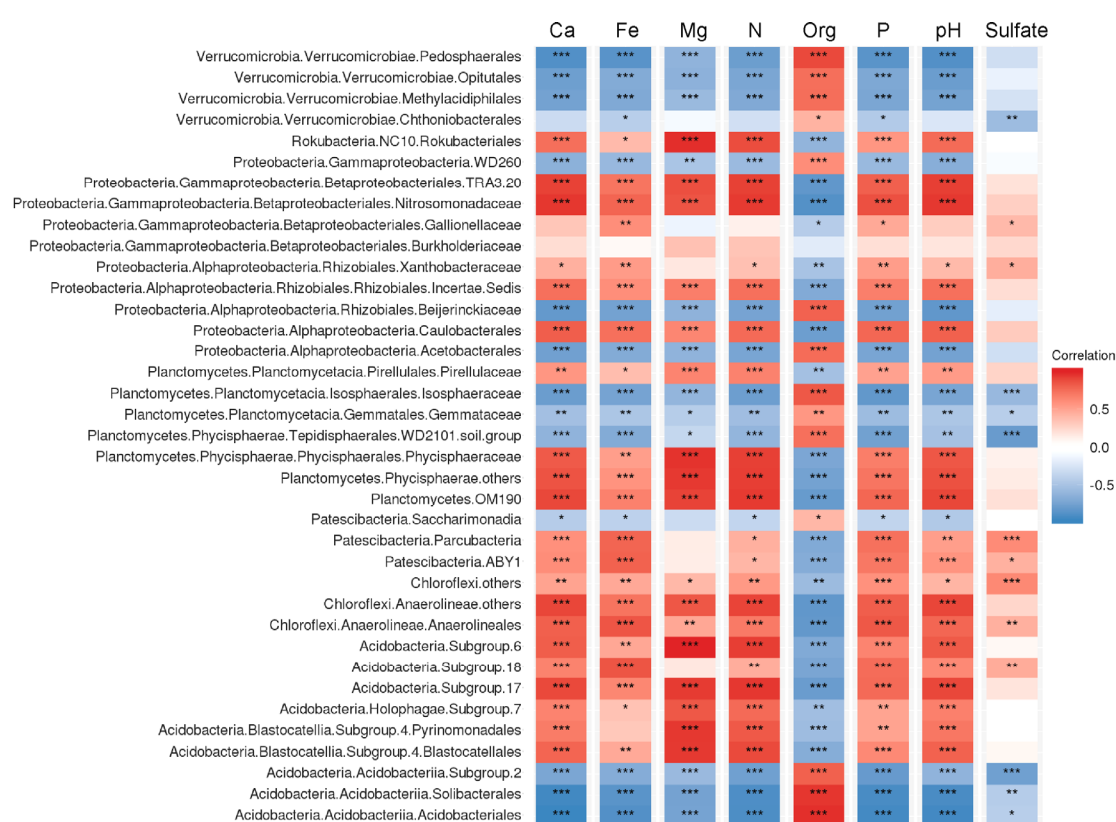 Ca Fe Mg N Org P pH Sulfate
Verrucomicrobia.Verrucomicrobiae.Pedosphaerales *** *** *** *** *** *** ***
Verrucomicrobia.Verrucomicrobiae.Opitutales *** *** *** *** *** *** ***
Verrucomicrobia.Verrucomicrobiae.Methylacidiphilales *** *** *** *** *** *** ***
Verrucomicrobia.Verrucomicrobiae.Chthoniobacterales * * * **
Rokubacteria.NC10.Rokubacteriales *** * *** *** *** *** ***
Proteobacteria.Gammaproteobacteria.WD260 *** *** ** *** *** *** ***
Proteobacteria.Gammaproteobacteria.Betaproteobacteriales.TRA3.20 *** *** *** *** *** *** ***
Proteobacteria.Gammaproteobacteria.Betaproteobacteriales.Nitrosomonadaceae *** *** *** *** *** *** ***
Proteobacteria.Gammaproteobacteria.Betaproteobacteriales.Gallionellaceae ** * * *
Proteobacteria.Gammaproteobacteria.Betaproteobacteriales.Burkholderiaceae
Proteobacteria.Alphaproteobacteria.Rhizobiales.Xanthobacteraceae * ** * ** ** * *
Proteobacteria.Alphaproteobacteria.Rhizobiales.Rhizobiales.Incertae.Sedis *** *** *** *** *** *** ***
Proteobacteria.Alphaproteobacteria.Rhizobiales.Beijerinckiaceae *** *** *** *** *** *** ***
Proteobacteria.Alphaproteobacteria.Caulobacterales *** *** *** *** *** *** ***
Proteobacteria.Alphaproteobacteria.Acetobacterales *** *** *** *** *** *** ***
Planctomycetes.Planctomycetacia.Pirellulales.Pirellulaceae ** * *** *** ** ** **
Planctomycetes.Planctomycetacia.Isosphaerales.Isosphaeraceae *** *** *** *** *** *** *** ***
Planctomycetes.Planctomycetacia.Gemmatales.Gemmataceae ** ** * ** ** ** ** *
Planctomycetes.Phycisphaerae.Tepidisphaerales.WD2101.soil.group *** *** * *** *** *** ** ***
Planctomycetes.Phycisphaerae.Phycisphaerales.Phycisphaeraceae *** ** *** *** *** *** ***
Planctomycetes.Phycisphaerae.others *** *** *** *** *** *** ***
Planctomycetes.OM190 *** *** *** *** *** *** ***
Patescibacteria.Saccharimonadia * * * * * *
Patescibacteria.Parcubacteria *** *** * *** *** ** ***
Patescibacteria.ABY1 *** *** * *** *** *** *
Chloroflexi.others ** ** * ** ** *** * ***
Chloroflexi.Anaerolineae.others *** *** *** *** *** *** ***
Chloroflexi.Anaerolineae.Anaerolineales *** *** ** *** *** *** *** **
Acidobacteria.Subgroup.6 *** ** *** *** *** *** ***
Acidobacteria.Subgroup.18 *** *** ** *** *** *** **
Acidobacteria.Subgroup.17 *** *** *** *** *** *** ***
Acidobacteria.Holophagae.Subgroup.7 *** * *** *** ** ** ***
Acidobacteria.Blastocatellia.Subgroup.4.Pyrinomonadales *** *** *** *** ** ***
Acidobacteria.Blastocatellia.Subgroup.4.Blastocatellales *** ** *** *** *** *** ***
Acidobacteria.Acidobacteriia.Subgroup.2 *** *** *** *** *** *** *** ***
Acidobacteria.Acidobacteriia.Solibacterales *** *** *** *** *** *** *** **
Acidobacteria.Acidobacteriia.Acidobacteriales *** *** *** *** *** *** *** *
Correlation
0.5
0.0
-0.5